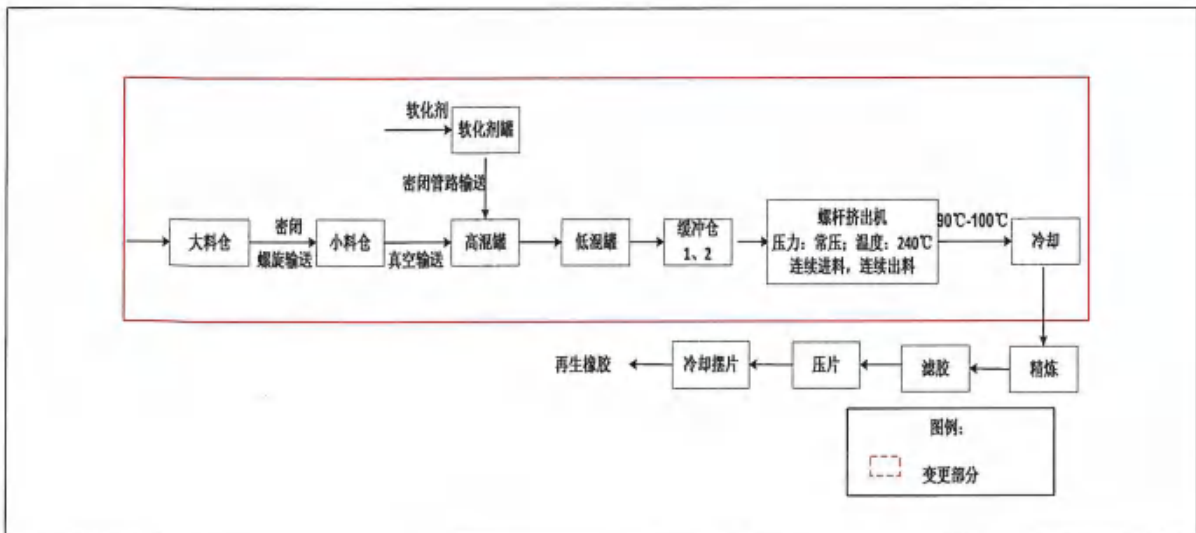 软化剂
软化剂罐
密闭管路输送
大料仓
密闭
螺旋输送
小料仓
真空输送
高混罐
低混罐
缓冲仓
1、2
螺杆挤出机
压力：常压；温度：240℃
连续进料，连续出料
90℃-100℃
冷却
再生橡胶
冷却摆片
压片
滤胶
精炼
图例：
变更部分